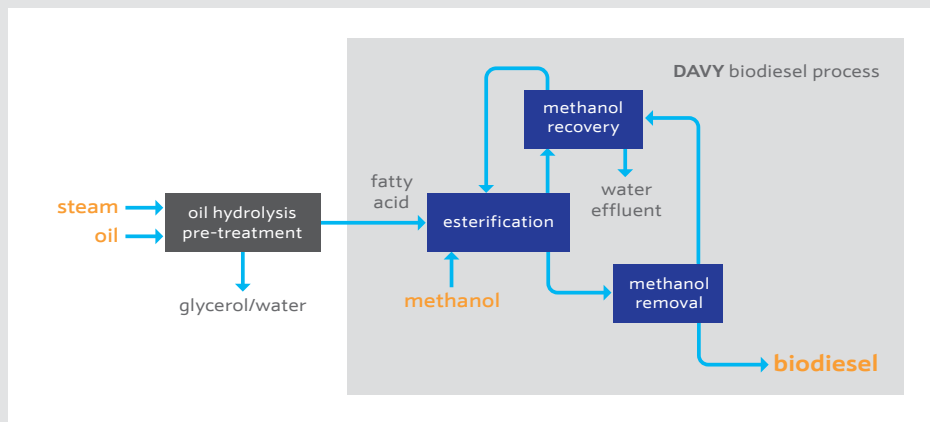 DAVY biodiesel process
methanol
recovery
fatty
acid
water
effluent
steam
oil
oil hydrolysis
pre-treatment
esterification
glycerol/water
methanol
methanol
removal
biodiesel